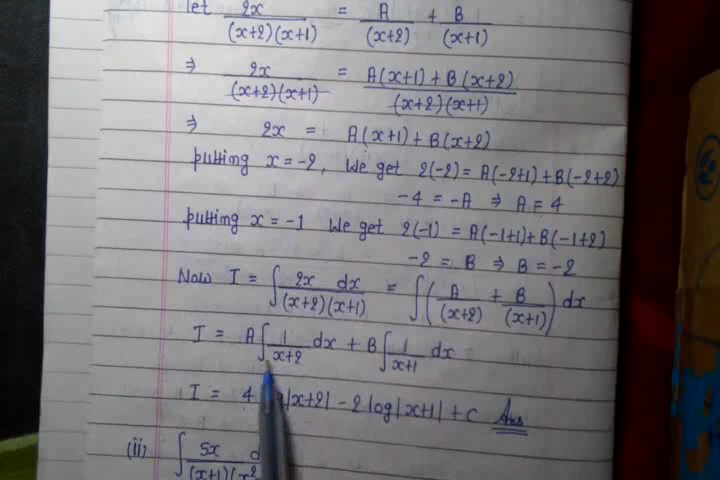 let 2x/(x+2)(x+1) = A/(x+2) + B/(x+1)
⇒ 2x/(x+2)(x+1) = A(x+1) + B(x+2)/(x+2)(x+1)
⇒ 2x = A(x+1) + B(x+2)
putting x = -2, We get 2(-2) = A(-2+1) + B(-2+2)
-4 = -A ⇒ A = 4
putting x = -1 We get 2(-1) = A(-1+1) + B(-1+2)
-2 = B ⇒ B = -2
Now I = ∫ 2x dx/(x+2)(x+1) = ∫ (A/(x+2) + B/(x+1)) dx
I = A ∫ 1/x+2 dx + B ∫ 1/x+1 dx
I = 4 |x+2| - 2 log|x+1| + c Ans
(ii) ∫ 5x d/(x+1)(x²